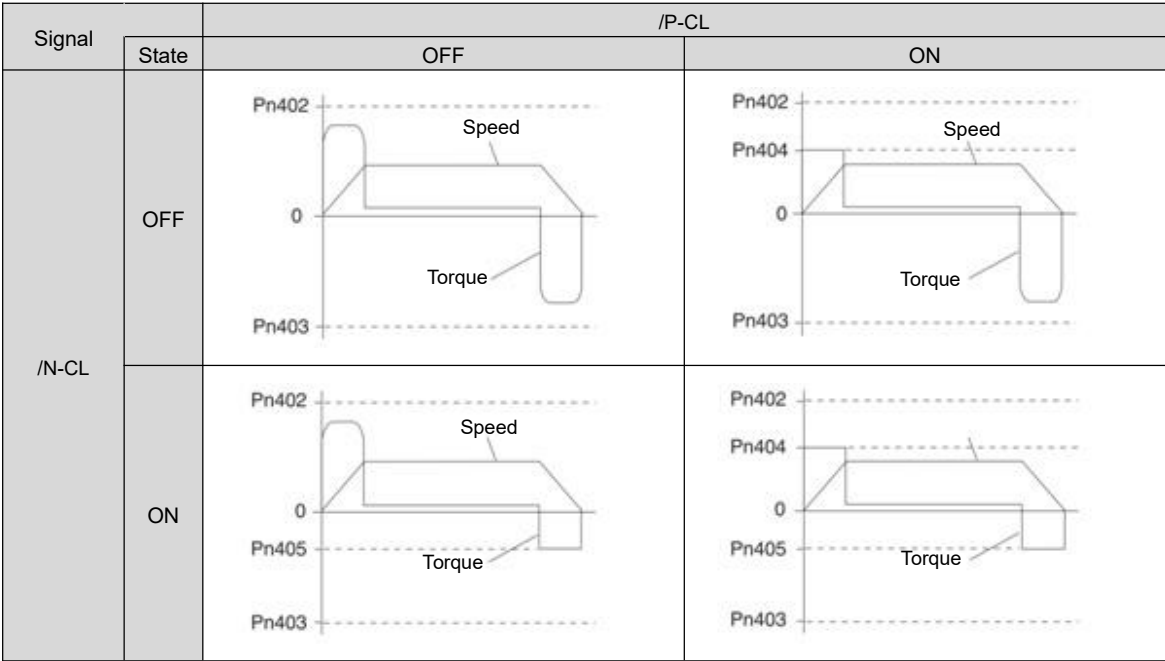 Signal
/P-CL
State
OFF
ON
/N-CL
OFF
Pn402
Speed
0
Torque
Pn403
Pn402
Pn404
Speed
0
Torque
Pn403
ON
Pn402
Speed
0
Pn405
Torque
Pn403
Pn402
Pn404
0
Pn405
Torque
Pn403